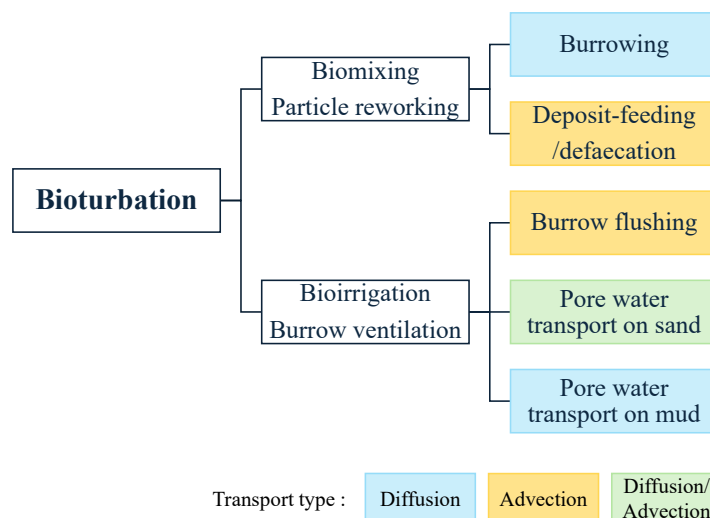 Bioturbation
Biomixing
Particle reworking
Burrowing
Deposit-feeding
/defaecation
Bioirrigation
Burrow ventilation
Burrow flushing
Pore water
transport on sand
Pore water
transport on mud
Transport type :
Diffusion
Advection
Diffusion/
Advection